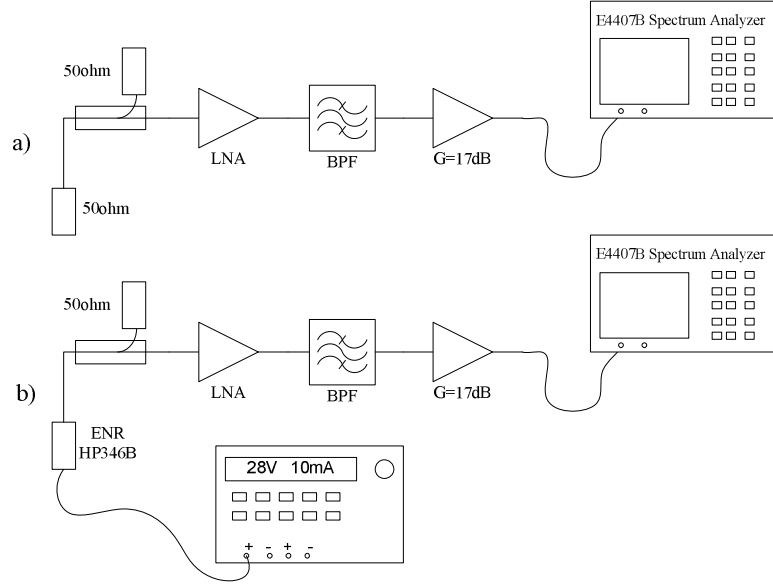 E4407B Spectrum Analyzer
50ohm
a)
LNA
BPF
G=17dB
50ohm
E4407B Spectrum Analyzer
50ohm
b)
LNA
BPF
G=17dB
ENR
HP346B
28V 10mA
+ - + -